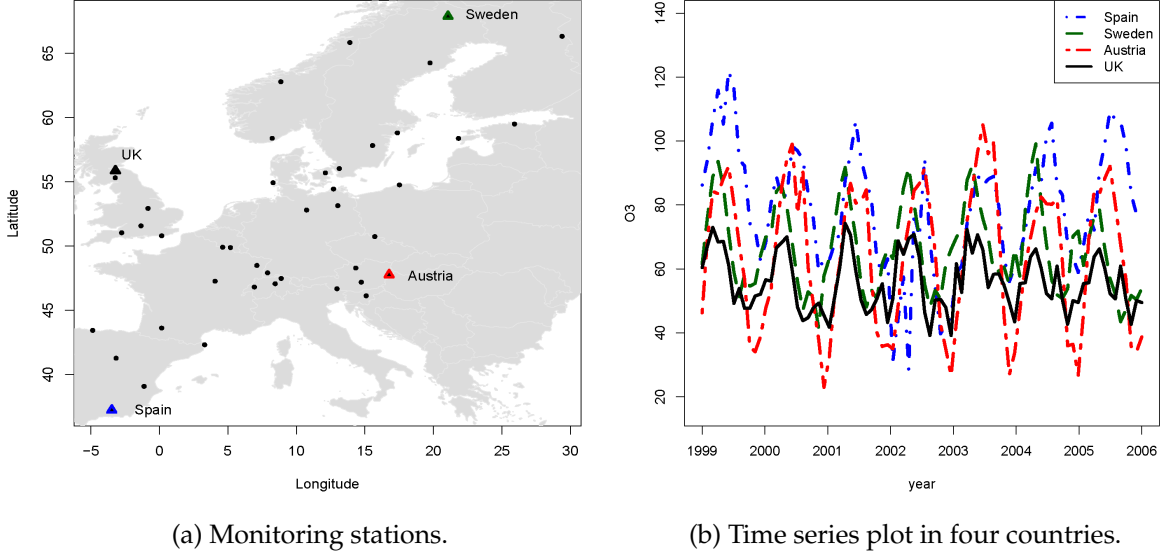 Sweden
UK
Austria
Spain
65
60
55
50
45
40
Latitude
−5 0 5 10 15 20 25 30
Longitude
(a) Monitoring stations.
140
120
100
80
60
40
20
O3
Spain
Sweden
Austria
UK
1999 2000 2001 2002 2003 2004 2005 2006
year
(b) Time series plot in four countries.